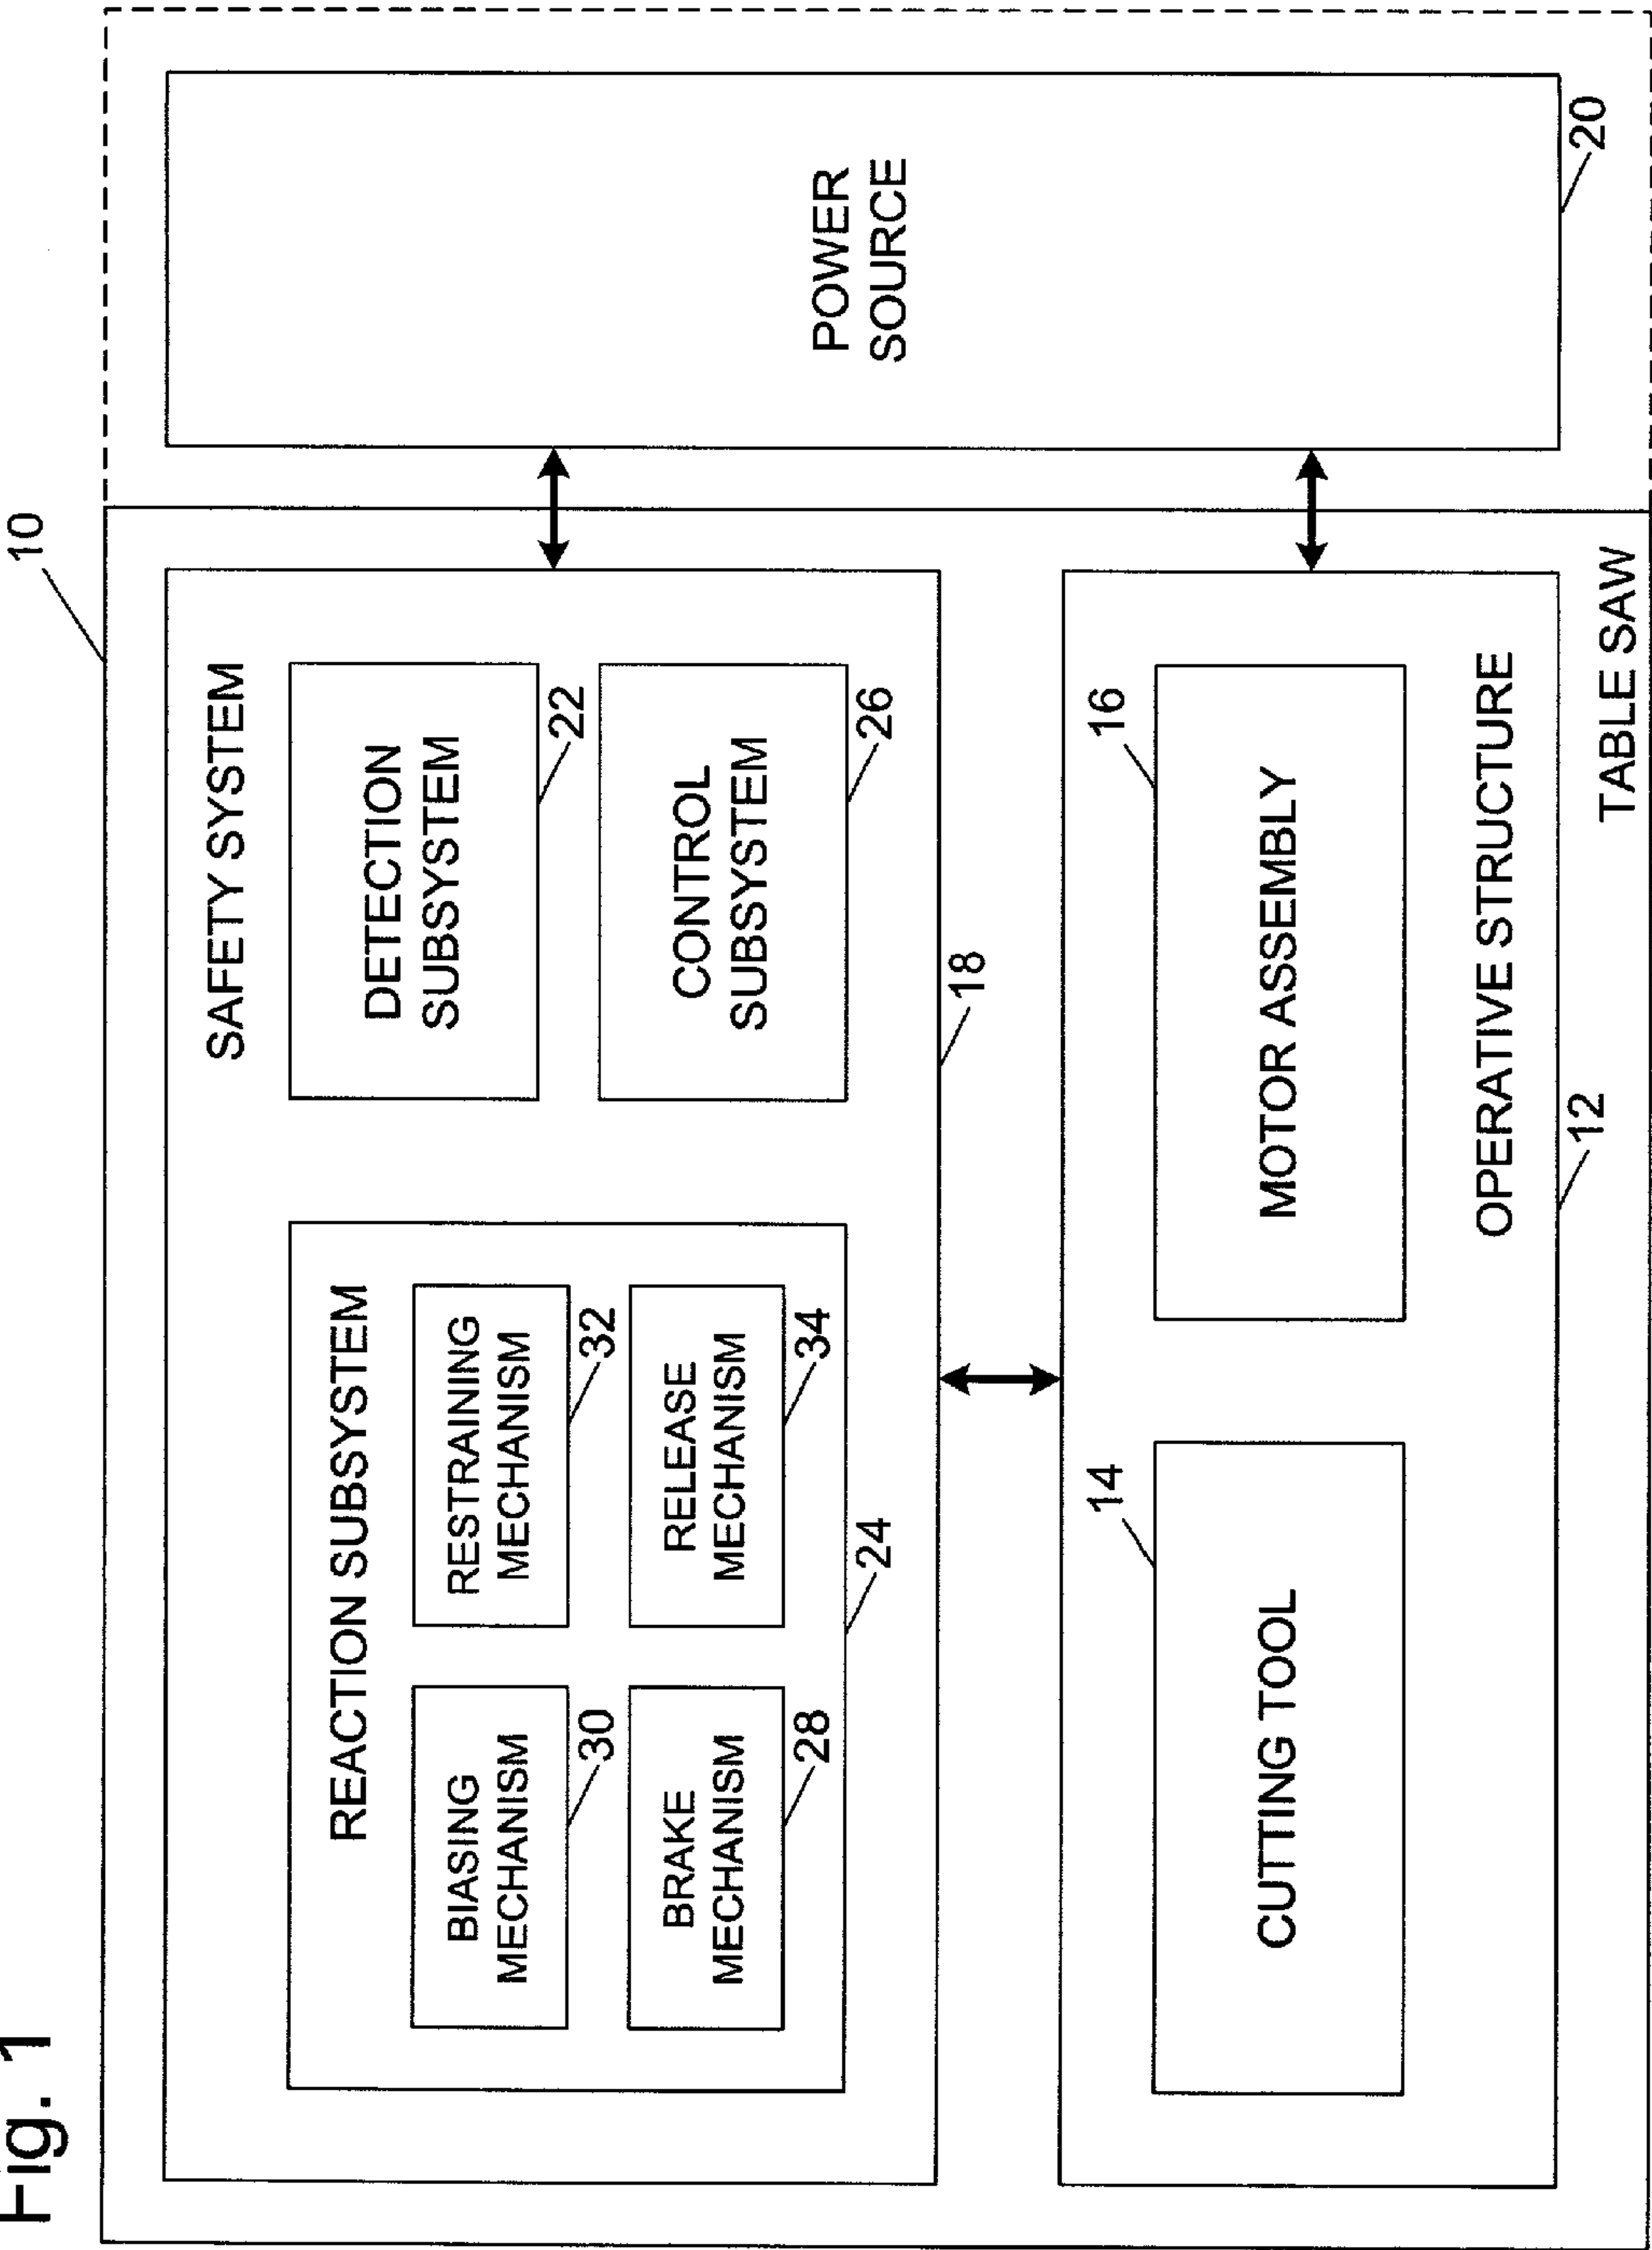 Fig. 1
10
SAFETY SYSTEM
REACTION SUBSYSTEM
BIASING
MECHANISM
30
RESTRAINING
MECHANISM
32
BRAKE
MECHANISM
28
RELEASE
MECHANISM
34
24
DETECTION
SUBSYSTEM
22
CONTROL
SUBSYSTEM
26
18
14
CUTTING TOOL
16
MOTOR ASSEMBLY
OPERATIVE STRUCTURE
12
TABLE SAW
POWER
SOURCE
20